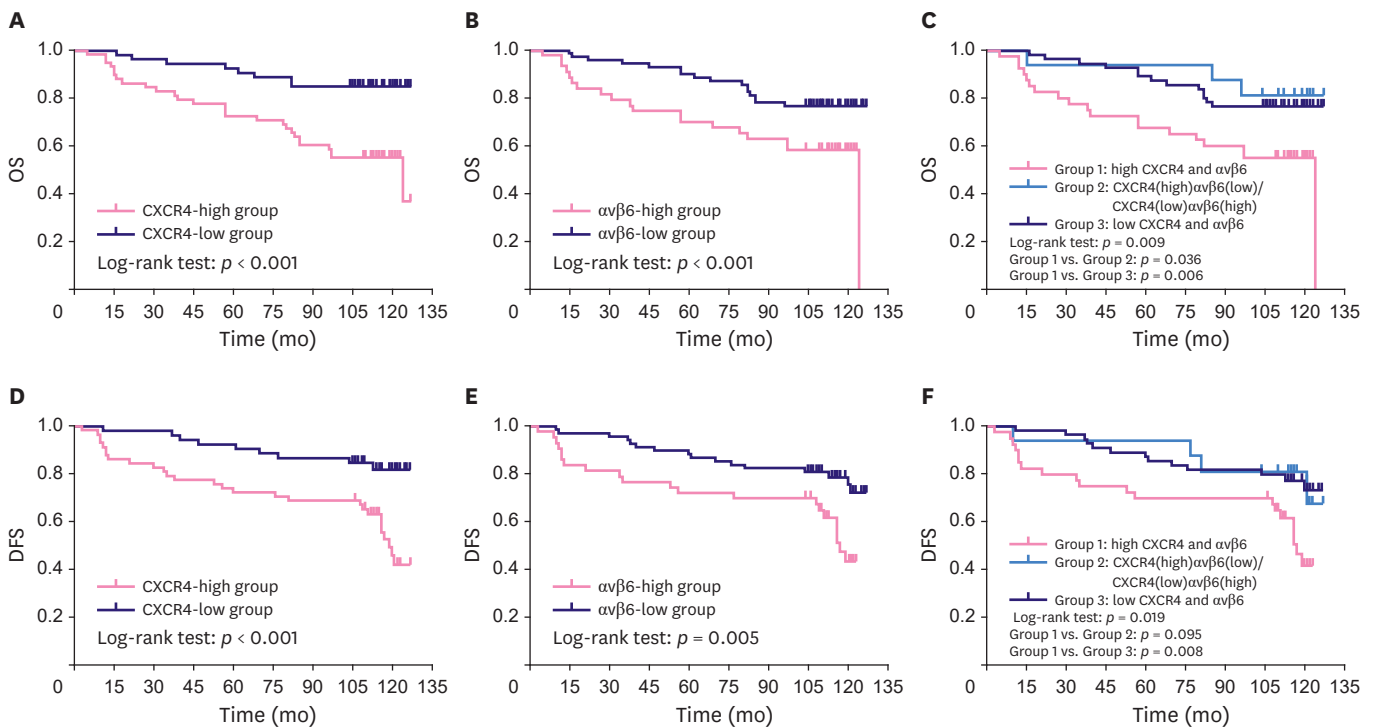 A
1.0
0.8
0.6
0.4
0.2
OS
CXCR4-high group
CXCR4-low group
Log-rank test: p < 0.001
0 15 30 45 60 75 90 105 120 135
Time (mo)
B
1.0
0.8
0.6
0.4
0.2
OS
αvβ6-high group
αvβ6-low group
Log-rank test: p < 0.001
0 15 30 45 60 75 90 105 120 135
Time (mo)
C
1.0
0.8
0.6
0.4
0.2
OS
Group 1: high CXCR4 and αvβ6
Group 2: CXCR4(high)αvβ6(low)/
CXCR4(low)αvβ6(high)
Group 3: low CXCR4 and αvβ6
Log-rank test: p = 0.009
Group 1 vs. Group 2: p = 0.036
Group 1 vs. Group 3: p = 0.006
0 15 30 45 60 75 90 105 120 135
Time (mo)
D
1.0
0.8
0.6
0.4
0.2
DFS
CXCR4-high group
CXCR4-low group
Log-rank test: p < 0.001
0 15 30 45 60 75 90 105 120 135
Time (mo)
E
1.0
0.8
0.6
0.4
0.2
DFS
αvβ6-high group
αvβ6-low group
Log-rank test: p = 0.005
0 15 30 45 60 75 90 105 120 135
Time (mo)
F
1.0
0.8
0.6
0.4
0.2
DFS
Group 1: high CXCR4 and αvβ6
Group 2: CXCR4(high)αvβ6(low)/
CXCR4(low)αvβ6(high)
Group 3: low CXCR4 and αvβ6
Log-rank test: p = 0.019
Group 1 vs. Group 2: p = 0.095
Group 1 vs. Group 3: p = 0.008
0 15 30 45 60 75 90 105 120 135
Time (mo)